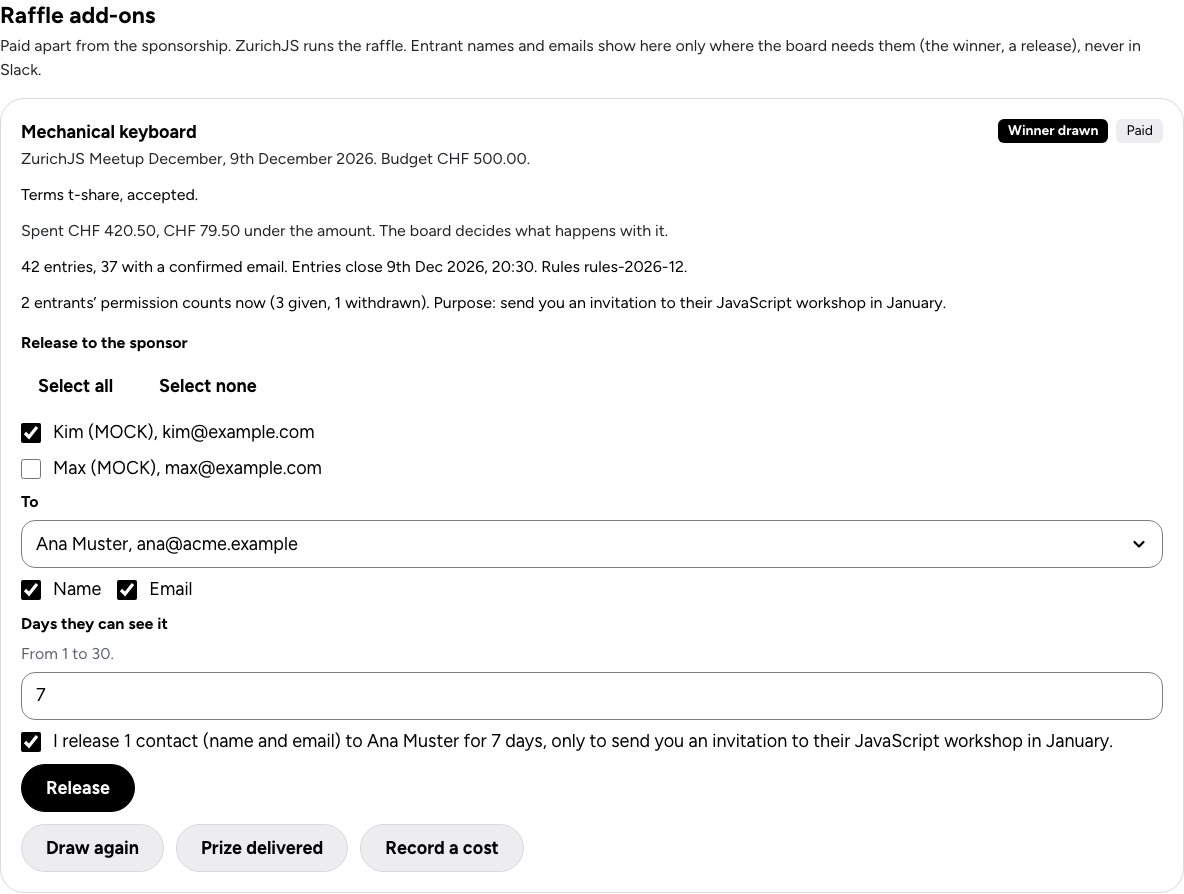 Raffle add-ons
Paid apart from the sponsorship. ZurichJS runs the raffle. Entrant names and emails show here only where the board needs them (the winner, a release), never in
Slack.
Mechanical keyboard
Winner drawn
Paid
ZurichJS Meetup December, 9th December 2026. Budget CHF 500.00.
Terms t-share, accepted.
Spent CHF 420.50, CHF 79.50 under the amount. The board decides what happens with it.
42 entries, 37 with a confirmed email. Entries close 9th Dec 2026, 20:30. Rules rules-2026-12.
2 entrants’ permission counts now (3 given, 1 withdrawn). Purpose: send you an invitation to their JavaScript workshop in January.
Release to the sponsor
Select all
Select none
Kim (MOCK), kim@example.com
Max (MOCK), max@example.com
To
Ana Muster, ana@acme.example
Name
Email
Days they can see it
From 1 to 30.
7
I release 1 contact (name and email) to Ana Muster for 7 days, only to send you an invitation to their JavaScript workshop in January.
Release
Draw again
Prize delivered
Record a cost